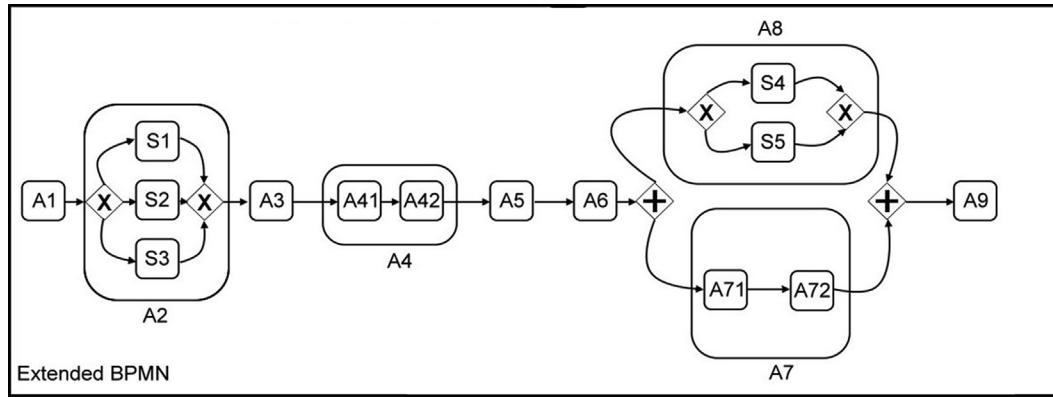 A8
S4
X
X
S5
S1
A1
X
S2
X
A3
A41
A42
A5
A6
+
+
A9
S3
A4
A71
A72
A2
A7
Extended BPMN